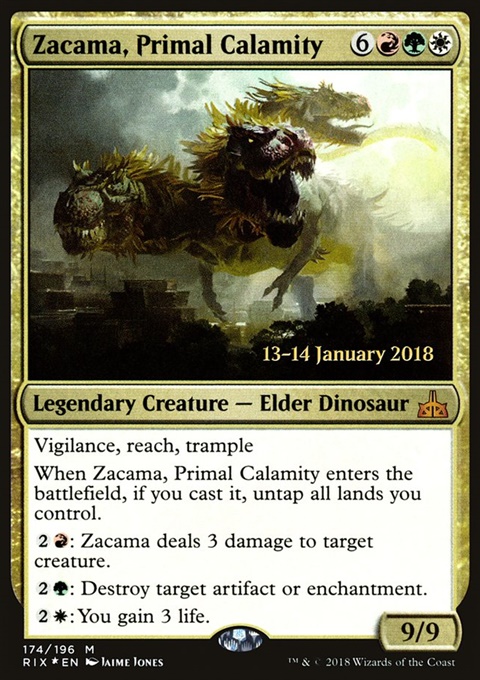 Zacama, Primal Calamity 6
13–14 January 2018
Legendary Creature — Elder Dinosaur
Vigilance, reach, trample
When Zacama, Primal Calamity enters the
battlefield, if you cast it, untap all lands you
control.
2 : Zacama deals 3 damage to target
creature.
2 : Destroy target artifact or enchantment.
2 : You gain 3 life.
9/9
174/196 M
RIX★EN Jaime Jones
™ & © 2018 Wizards of the Coast